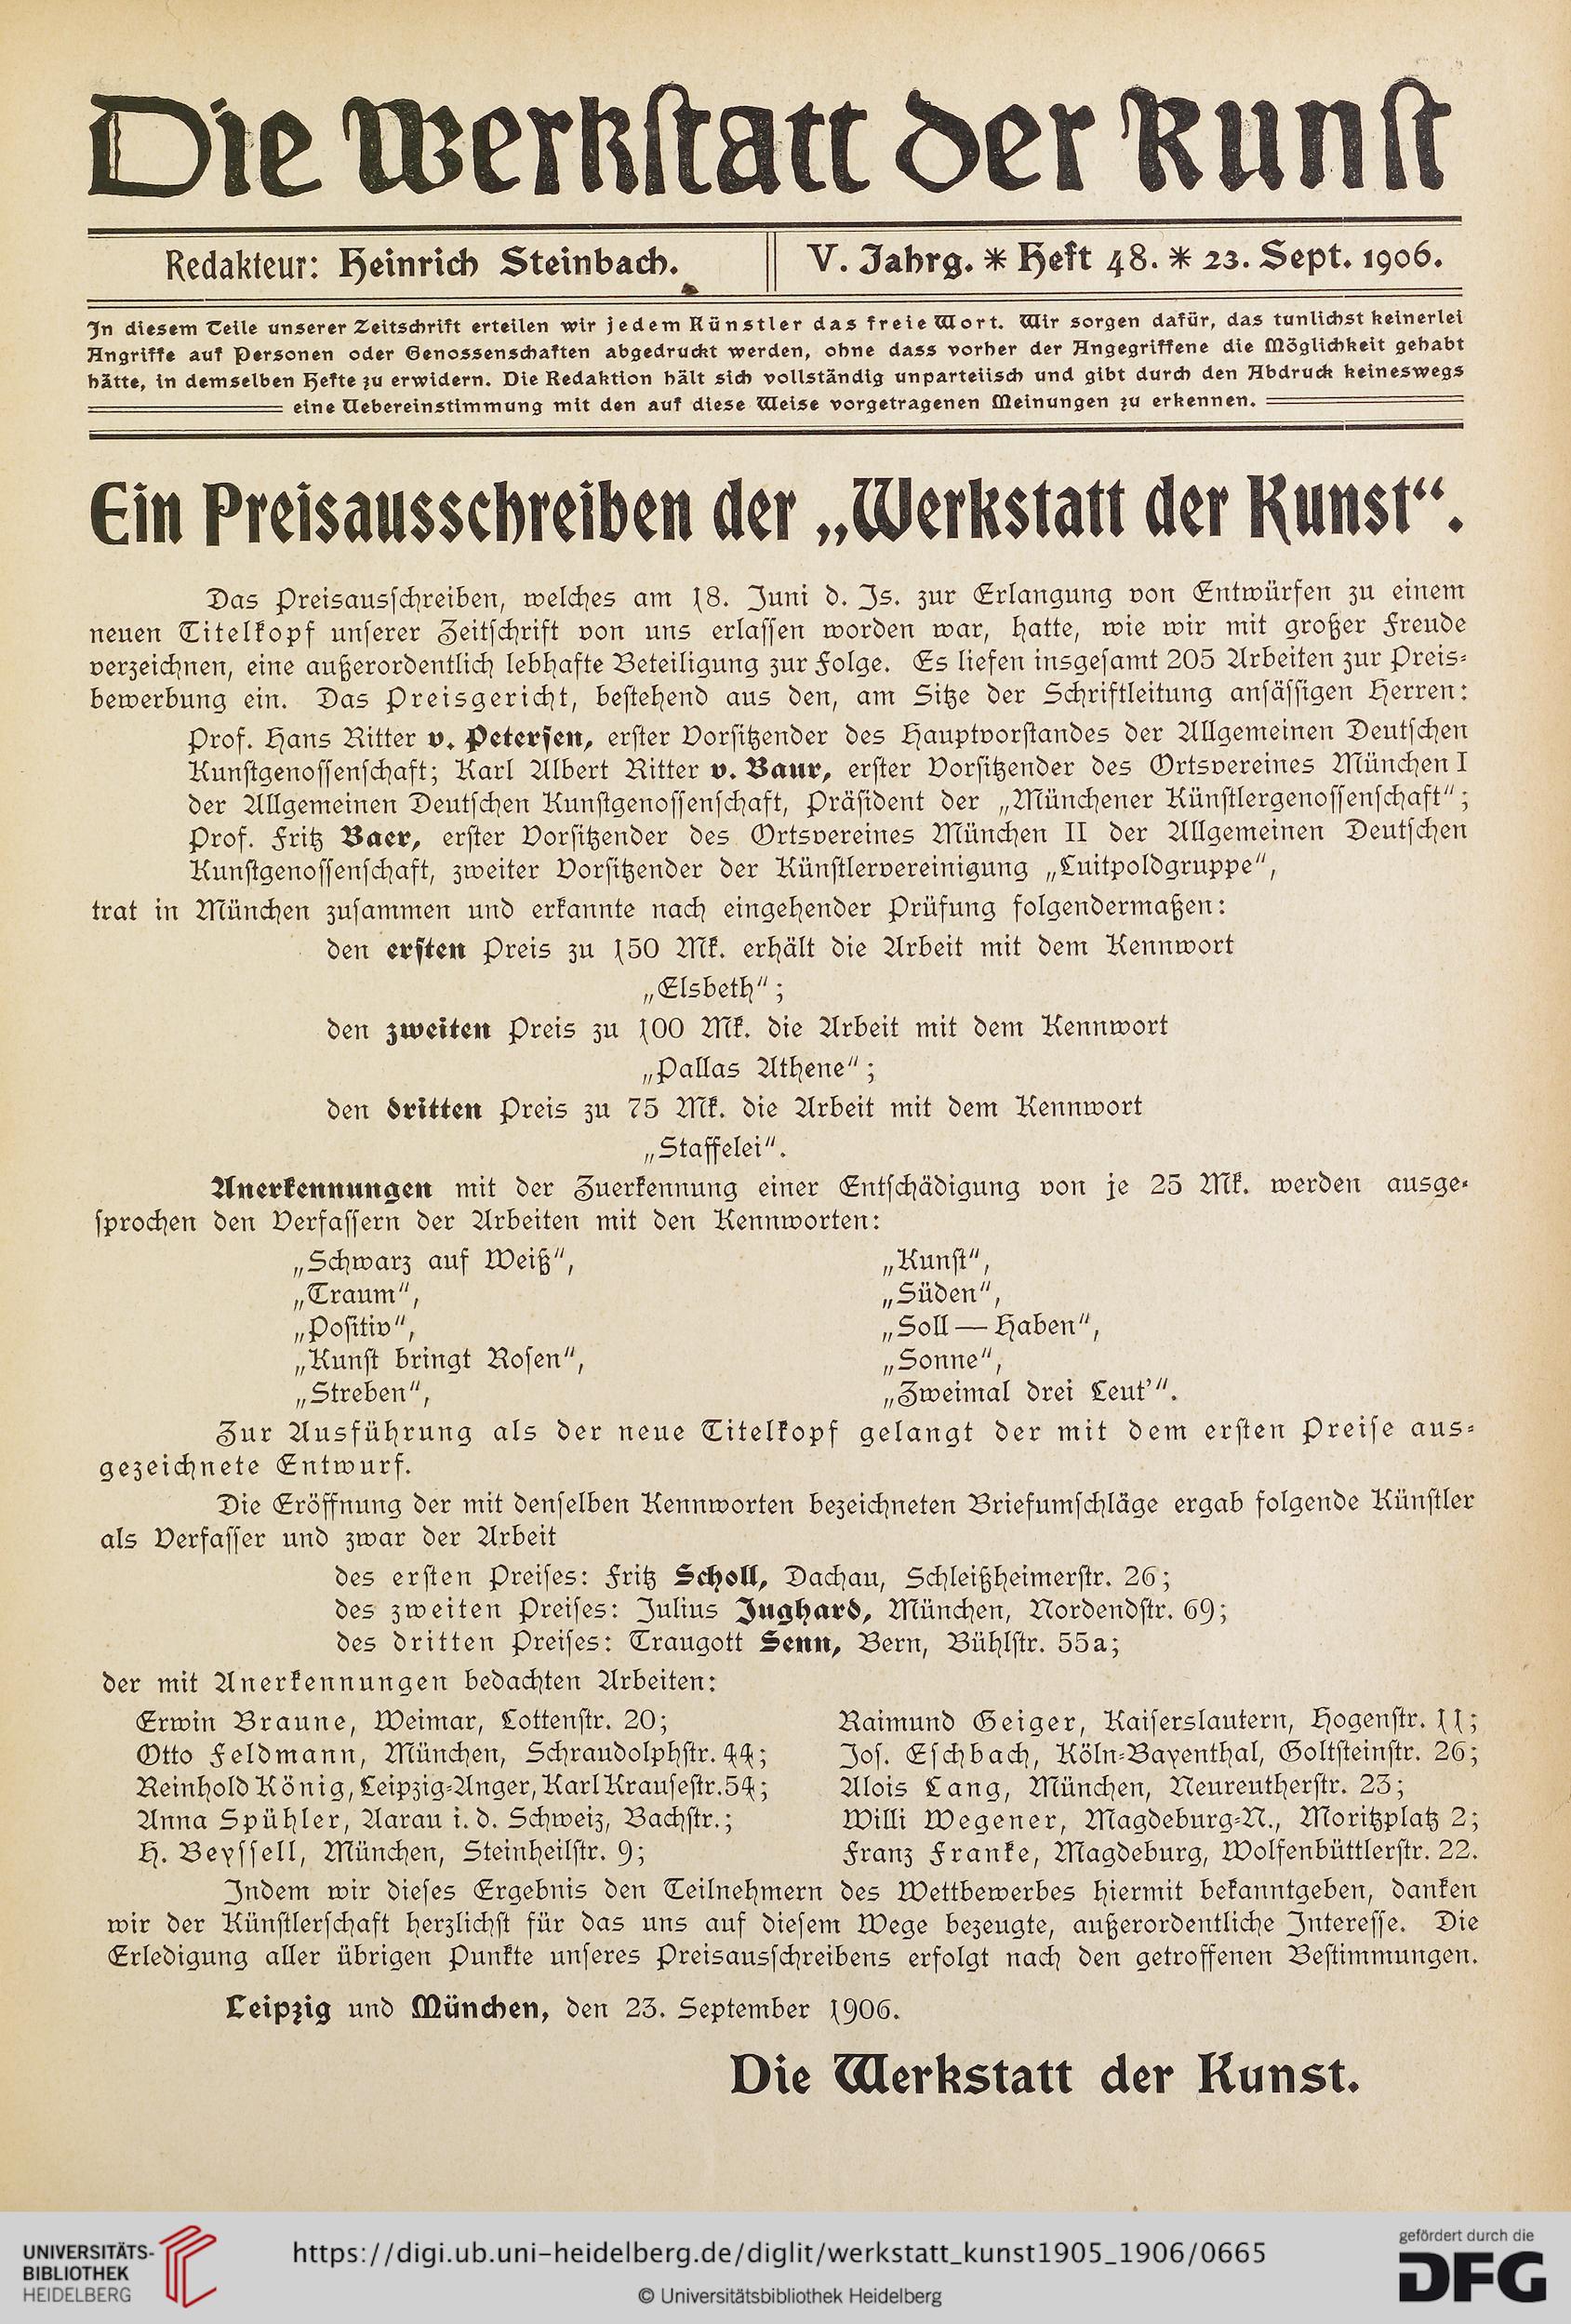 Die Werkstatt der Kunst
Redakteur: Heinrich Steinbach.
V. Jahrg. * Heft 48. * 23. Sept. 1906.
In diesem Teile unserer Zeitschrift erteilen wir jedem Künstler das freie Wort. Wir sorgen dafür, das tunlichst keinerlei
Angriffe auf Personen oder Genossenschaften abgedruckt werden, ohne dass vorher der Angegriffene die Möglichkeit gehabt
hätte, in demselben Hefte zu erwidern. Die Redaktion hält sich vollständig unparteiisch und gibt durch den Abdruck keineswegs
eine Uebereinstimmung mit den auf diese Weise vorgetragenen Meinungen zu erkennen.
Ein Preisausschreiben der „Werkstatt der Kunst“.
Das Preisausschreiben, welches am 18. Juni d. Js. zur Erlangung von Entwürfen zu einem
neuen Titelkopf unserer Zeitschrift von uns erlassen worden war, hatte, wie wir mit großer Freude
verzeichnen, eine außerordentlich lebhafte Beteiligung zur Folge. Es liefen insgesamt 205 Arbeiten zur Preis-
bewerbung ein. Das Preisgericht, bestehend aus den, am Sitze der Schriftleitung ansässigen Herren:
Prof. Hans Ritter v. Petersen, erster Vorsitzender des Hauptvorstandes der Allgemeinen Deutschen
Kunstgenossenschaft; Karl Albert Ritter v. Baur, erster Vorsitzender des Ortsvereines München I
der Allgemeinen Deutschen Kunstgenossenschaft, Präsident der „Münchener Künstlergenossenschaft“;
Prof. Fritz Baer, erster Vorsitzender des Ortsvereines München II der Allgemeinen Deutschen
Kunstgenossenschaft, zweiter Vorsitzender der Künstlervereinigung „Luitpoldgruppe“,
trat in München zusammen und erkannte nach eingehender Prüfung folgendermaßen:
den ersten Preis zu 150 Mk. erhält die Arbeit mit dem Kennwort
„Elsbeth“;
den zweiten Preis zu 100 Mk. die Arbeit mit dem Kennwort
„Pallas Athene“;
den dritten Preis zu 75 Mk. die Arbeit mit dem Kennwort
„Staffelei“.
Anerkennungen mit der Zuerkennung einer Entschädigung von je 25 Mk. werden ausge-
sprochen den Verfassern der Arbeiten mit den Kennworten:
„Schwarz auf Weiß“,
„Traum“,
„Positiv“,
„Kunst bringt Rosen“,
„Streben“,
„Kunst“,
„Süden“,
„Soll — Haben“,
„Sonne“,
„Zweimal drei Leut’“.
Zur Ausführung als der neue Titelkopf gelangt der mit dem ersten Preise aus-
gezeichnete Entwurf.
Die Eröffnung der mit denselben Kennworten bezeichneten Briefumschläge ergab folgende Künstler
als Verfasser und zwar der Arbeit
des ersten Preises: Fritz Scholl, Dachau, Schleißheimerstr. 26;
des zweiten Preises: Julius Jughard, München, Nordendstr. 69;
des dritten Preises: Traugott Senn, Bern, Bühlstr. 55a;
der mit Anerkennungen bedachten Arbeiten:
Erwin Braune, Weimar, Lottenstr. 20;
Otto Feldmann, München, Schraudolphstr. 44;
Reinhold König, Leipzig-Anger, Karl Krausestr. 54;
Anna Spühler, Aarau i. d. Schweiz, Bachstr.;
H. Beyssell, München, Steinheilstr. 9;
Raimund Geiger, Kaiserslautern, Hogenstr. 11;
Jos. Eschbach, Köln-Bayenthal, Goltsteinstr. 26;
Alois Lang, München, Neureutherstr. 23;
Willi Wegener, Magdeburg-N., Moritzplatz 2;
Franz Franke, Magdeburg, Wolfenbüttlerstr. 22.
Indem wir dieses Ergebnis den Teilnehmern des Wettbewerbes hiermit bekanntgeben, danken
wir der Künstlerschaft herzlichst für das uns auf diesem Wege bezeugte, außerordentliche Interesse. Die
Erledigung aller übrigen Punkte unseres Preisausschreibens erfolgt nach den getroffenen Bestimmungen.
Leipzig und München, den 23. September 1906.
Die Werkstatt der Kunst.
UNIVERSITÄTS-
BIBLIOTHEK
HEIDELBERG
https://digi.ub.uni-heidelberg.de/diglit/werkstatt_kunst1905_1906/0665
© Universitätsbibliothek Heidelberg
gefördert durch die
DFG